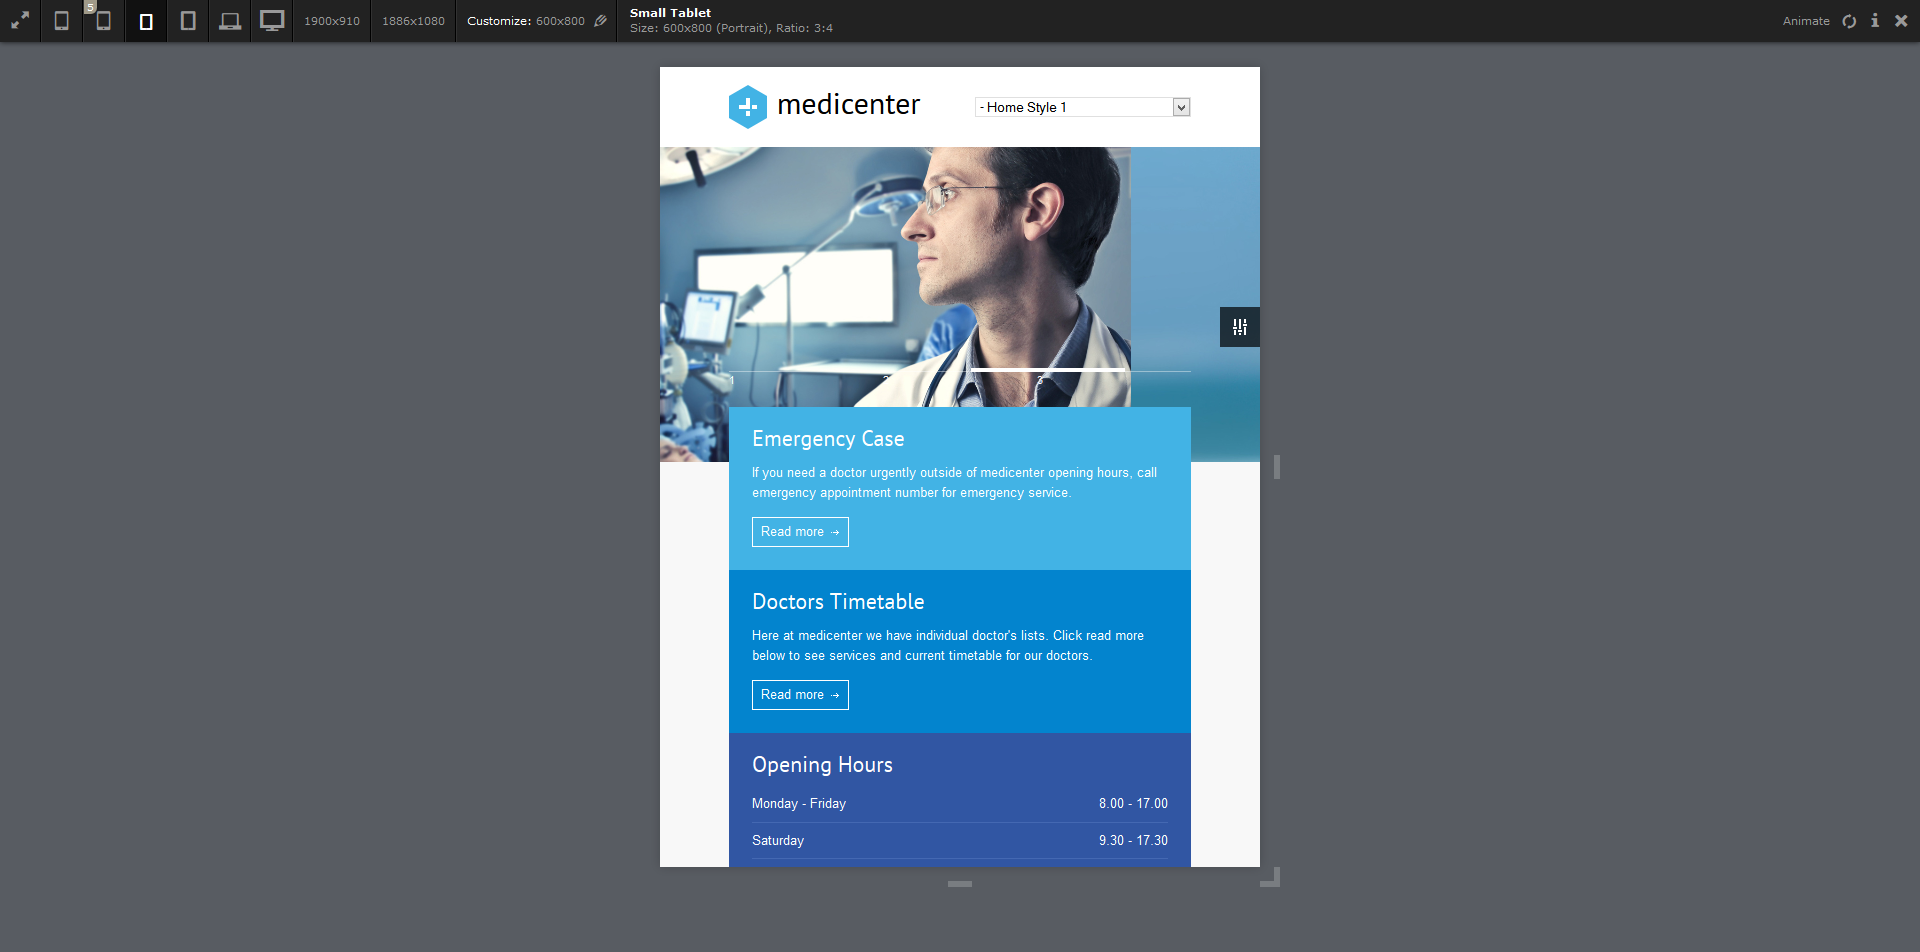 5
1900x910
1886x1080
Customize: 600x800
Small Tablet
Size: 600x800 (Portrait), Ratio: 3:4
Animate
medicenter
- Home Style 1
1
2
3
Emergency Case
If you need a doctor urgently outside of medicenter opening hours, call
emergency appointment number for emergency service.
Read more →
Doctors Timetable
Here at medicenter we have individual doctor's lists. Click read more
below to see services and current timetable for our doctors.
Read more →
Opening Hours
Monday - Friday 8.00 - 17.00
Saturday 9.30 - 17.30